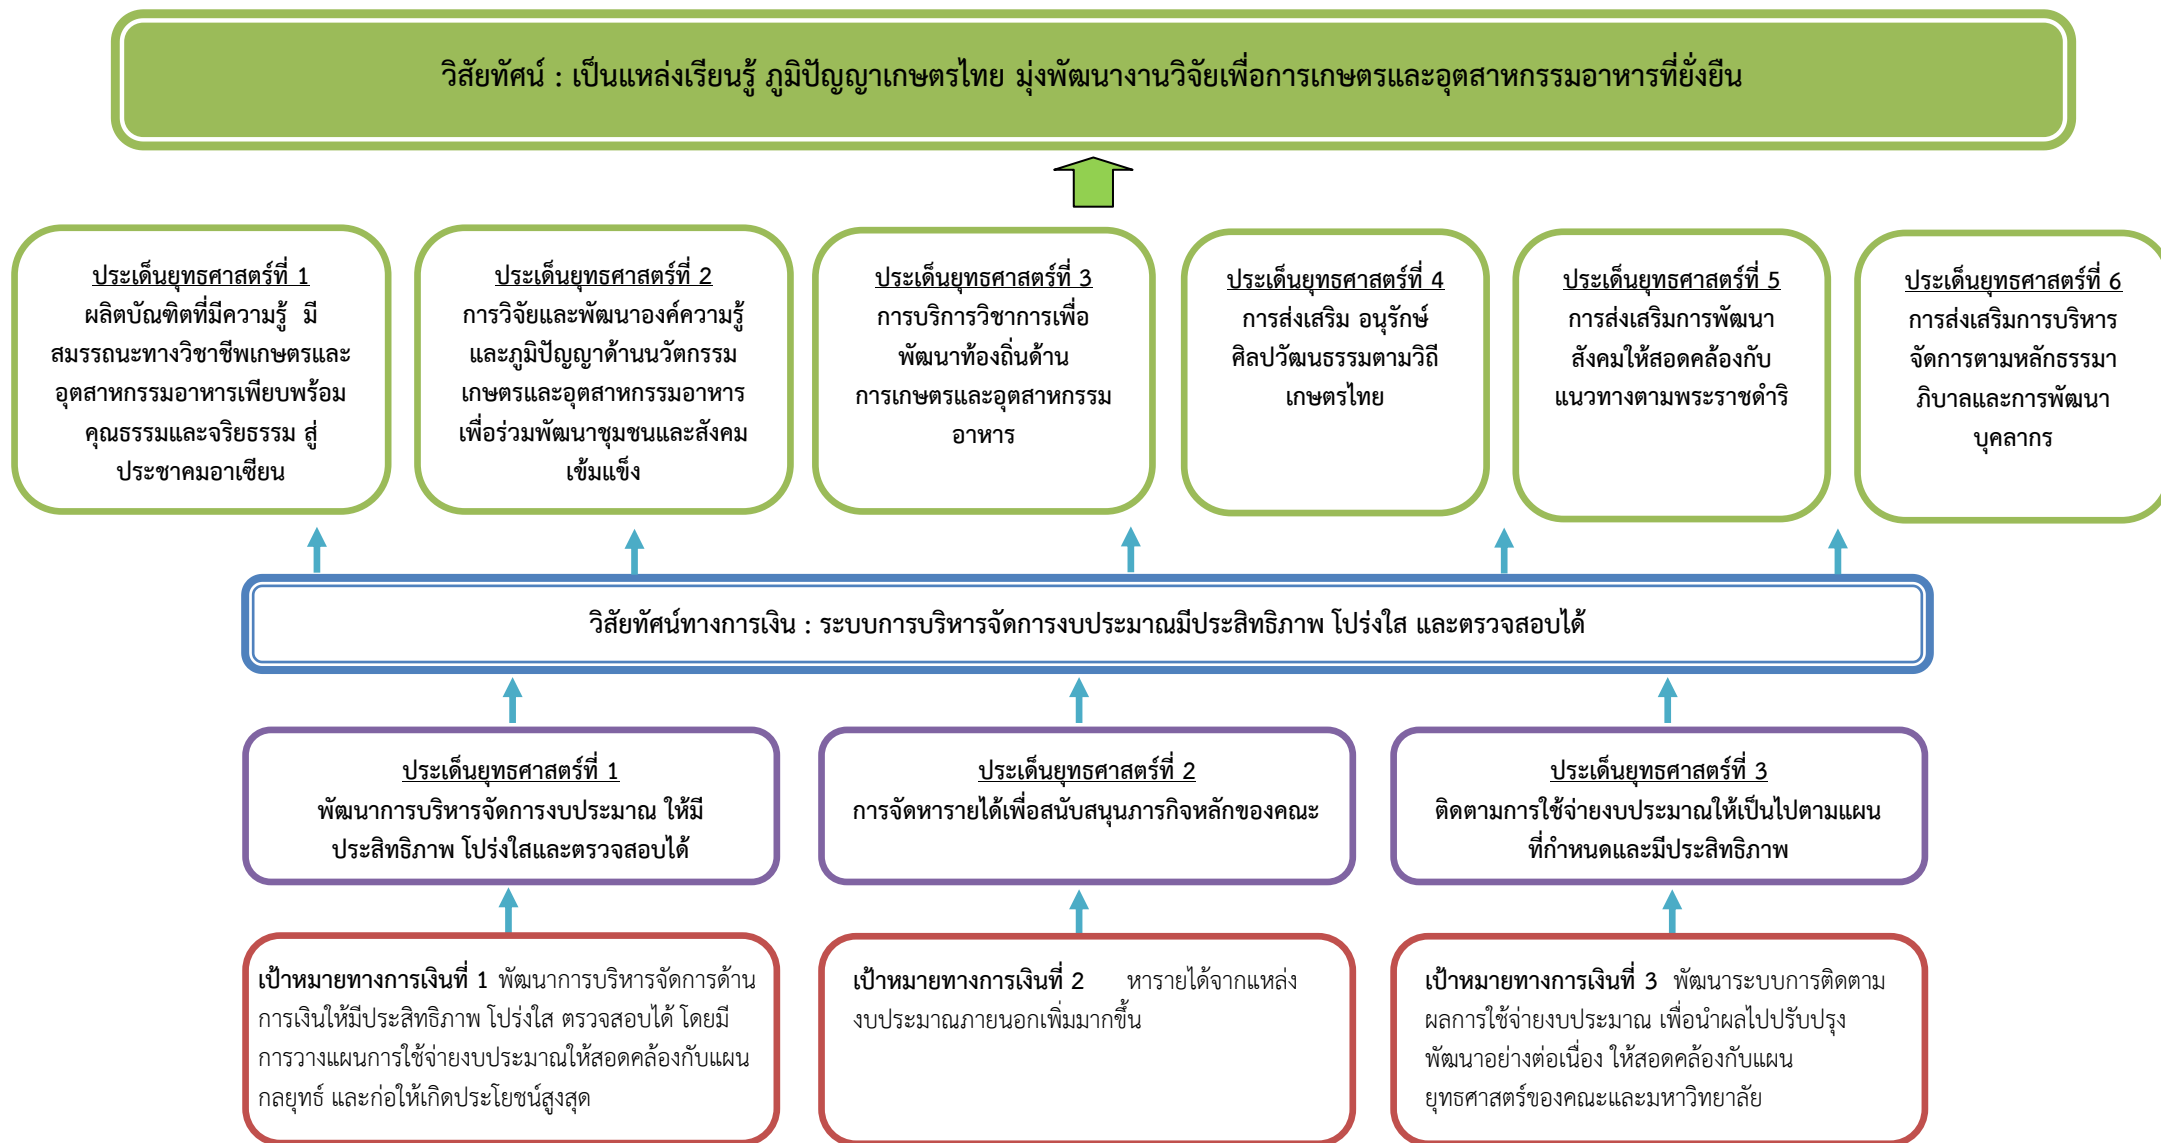 วิสัยทัศน์ : เป็นแหล่งเรียนรู้ ภูมิปัญญาเกษตรไทย มุ่งพัฒนางานวิจัยเพื่อการเกษตรและอุตสาหกรรมอาหารที่ยั่งยืน
ประเด็นยุทธศาสตร์ที่ 1
ผลิตบัณฑิตที่มีความรู้ มี
สมรรถนะทางวิชาชีพเกษตรและ
อุตสาหกรรมอาหารเพียบพร้อม
คุณธรรมและจริยธรรม สู่
ประชาคมอาเซียน
ประเด็นยุทธศาสตร์ที่ 2
การวิจัยและพัฒนาองค์ความรู้
และภูมิปัญญาด้านนวัตกรรม
เกษตรและอุตสาหกรรมอาหาร
เพื่อร่วมพัฒนาชุมชนและสังคม
เข้มแข็ง
ประเด็นยุทธศาสตร์ที่ 3
การบริการวิชาการเพื่อ
พัฒนาท้องถิ่นด้าน
การเกษตรและอุตสาหกรรม
อาหาร
ประเด็นยุทธศาสตร์ที่ 4
การส่งเสริม อนุรักษ์
ศิลปวัฒนธรรมตามวิถี
เกษตรไทย
ประเด็นยุทธศาสตร์ที่ 5
การส่งเสริมการพัฒนา
สังคมให้สอดคล้องกับ
แนวทางตามพระราชดำริ
ประเด็นยุทธศาสตร์ที่ 6
การส่งเสริมการบริหาร
จัดการตามหลักธรรมา
ภิบาลและการพัฒนา
บุคลากร
วิสัยทัศน์ทางการเงิน : ระบบการบริหารจัดการงบประมาณมีประสิทธิภาพ โปร่งใส และตรวจสอบได้
ประเด็นยุทธศาสตร์ที่ 1
พัฒนาการบริหารจัดการงบประมาณ ให้มี
ประสิทธิภาพ โปร่งใสและตรวจสอบได้
ประเด็นยุทธศาสตร์ที่ 2
การจัดหารายได้เพื่อสนับสนุนภารกิจหลักของคณะ
ประเด็นยุทธศาสตร์ที่ 3
ติดตามการใช้จ่ายงบประมาณให้เป็นไปตามแผน
ที่กำหนดและมีประสิทธิภาพ
เป้าหมายทางการเงินที่ 1 พัฒนาการบริหารจัดการด้าน
การเงินให้มีประสิทธิภาพ โปร่งใส ตรวจสอบได้ โดยมี
การวางแผนการใช้จ่ายงบประมาณให้สอดคล้องกับแผน
กลยุทธ์ และก่อให้เกิดประโยชน์สูงสุด
เป้าหมายทางการเงินที่ 2 หารายได้จากแหล่ง
งบประมาณภายนอกเพิ่มมากขึ้น
เป้าหมายทางการเงินที่ 3 พัฒนาระบบการติดตาม
ผลการใช้จ่ายงบประมาณ เพื่อนำผลไปปรับปรุง
พัฒนาอย่างต่อเนื่อง ให้สอดคล้องกับแผน
ยุทธศาสตร์ของคณะและมหาวิทยาลัย